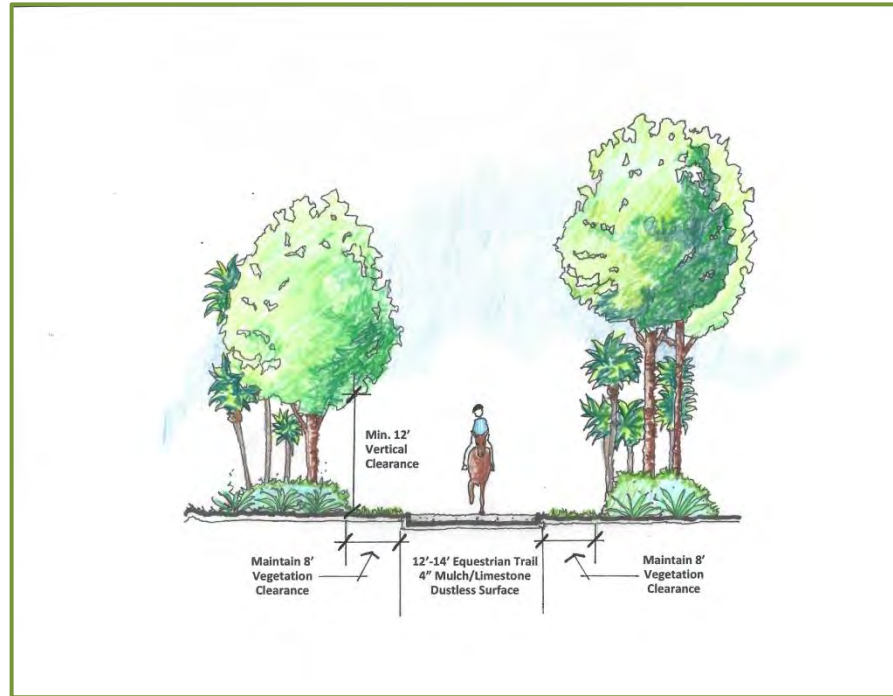 Min. 12'
Vertical
Clearance
Maintain 8'
Vegetation
Clearance
12'-14' Equestrian Trail
4" Mulch/Limestone
Dustless Surface
Maintain 8'
Vegetation
Clearance